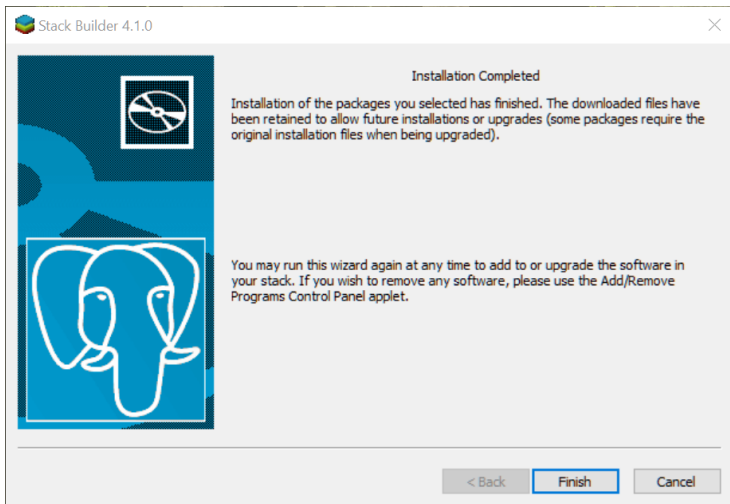 Stack Builder 4.1.0
Installation Completed
Installation of the packages you selected has finished. The downloaded files have
been retained to allow future installations or upgrades (some packages require the
original installation files when being upgraded).
You may run this wizard again at any time to add to or upgrade the software in
your stack. If you wish to remove any software, please use the Add/Remove
Programs Control Panel applet.
< Back Finish Cancel